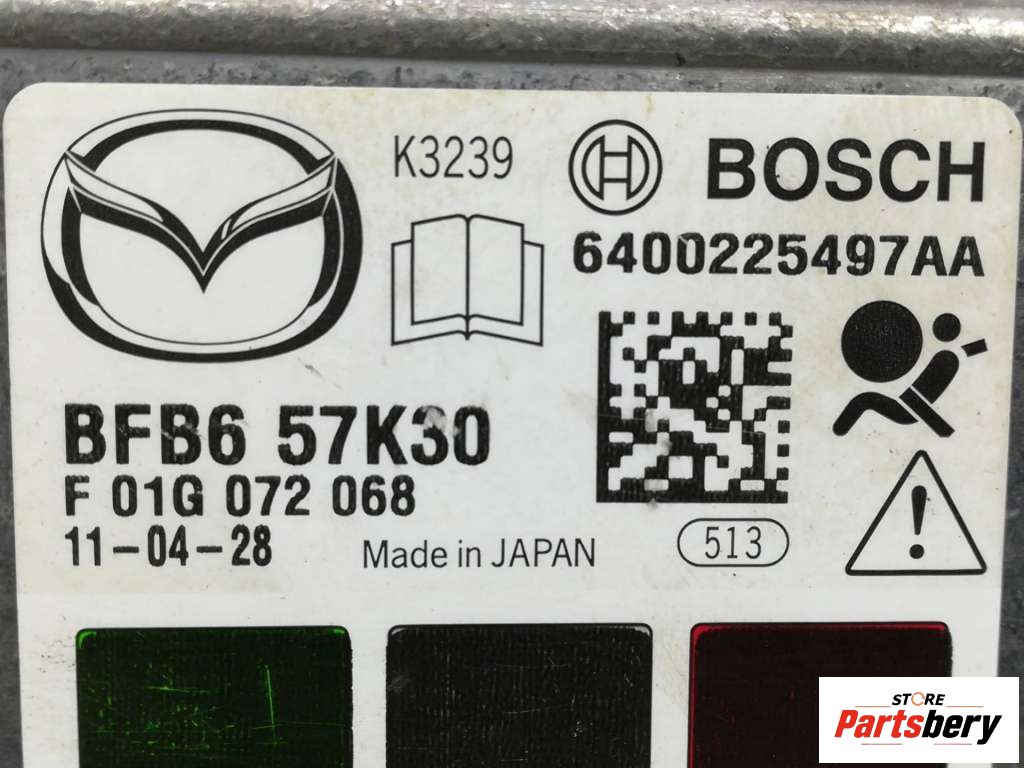 K3239
BOSCH
6400225497AA
BFB6 57K30
F 01G 072 068
11-04-28
Made in JAPAN
513
STORE
Partsbery